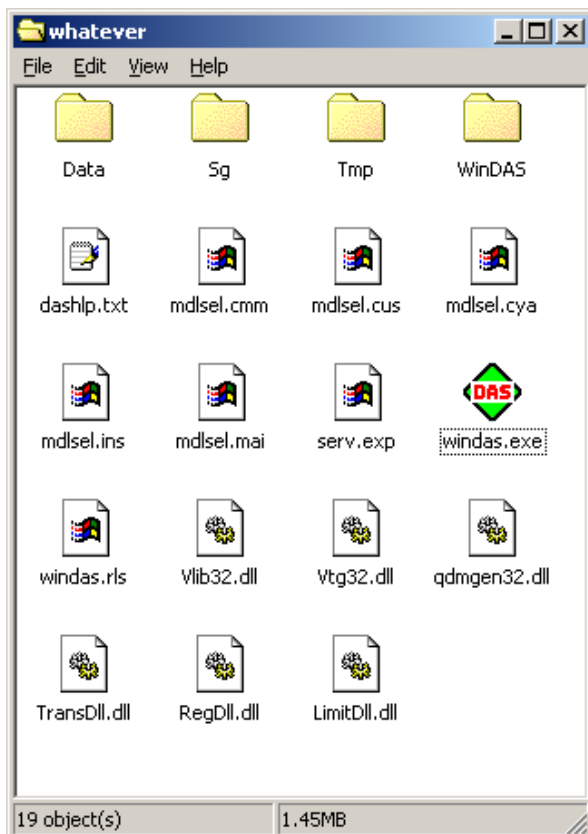 whatever
File Edit View Help
Data Sg Tmp WinDAS
dashlp.txt mdlsel.cmm mdlsel.cus mdlsel.cya
DAS
mdlsel.ins mdlsel.mai serv.exp windas.exe
windas.rls Vlib32.dll Vtg32.dll qdmgen32.dll
TransDll.dll RegDll.dll LimitDll.dll
19 object(s) 1.45MB